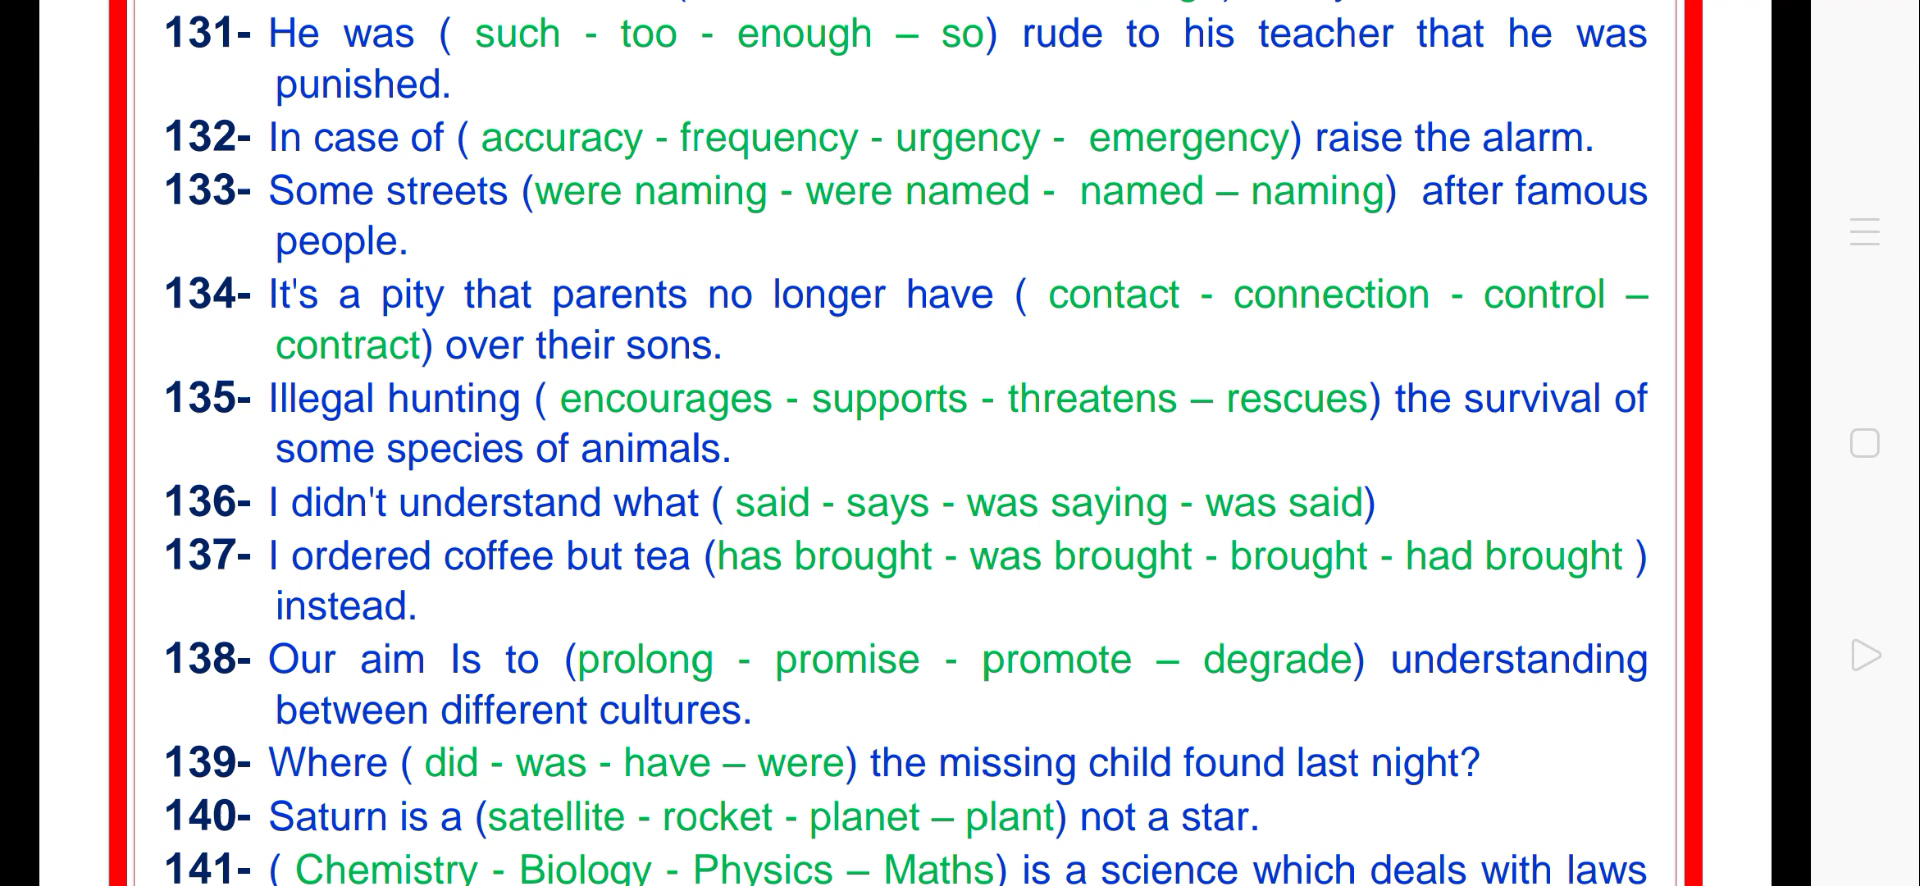 131- He was ( such - too - enough – so) rude to his teacher that he was
punished.
132- In case of ( accuracy - frequency - urgency - emergency) raise the alarm.
133- Some streets (were naming - were named - named – naming) after famous
people.
134- It's a pity that parents no longer have ( contact - connection - control –
contract) over their sons.
135- Illegal hunting ( encourages - supports - threatens – rescues) the survival of
some species of animals.
136- I didn't understand what ( said - says - was saying - was said)
137- I ordered coffee but tea (has brought - was brought - brought - had brought )
instead.
138- Our aim Is to (prolong - promise - promote – degrade) understanding
between different cultures.
139- Where ( did - was - have – were) the missing child found last night?
140- Saturn is a (satellite - rocket - planet – plant) not a star.
141- ( Chemistry - Biology - Physics – Maths) is a science which deals with laws